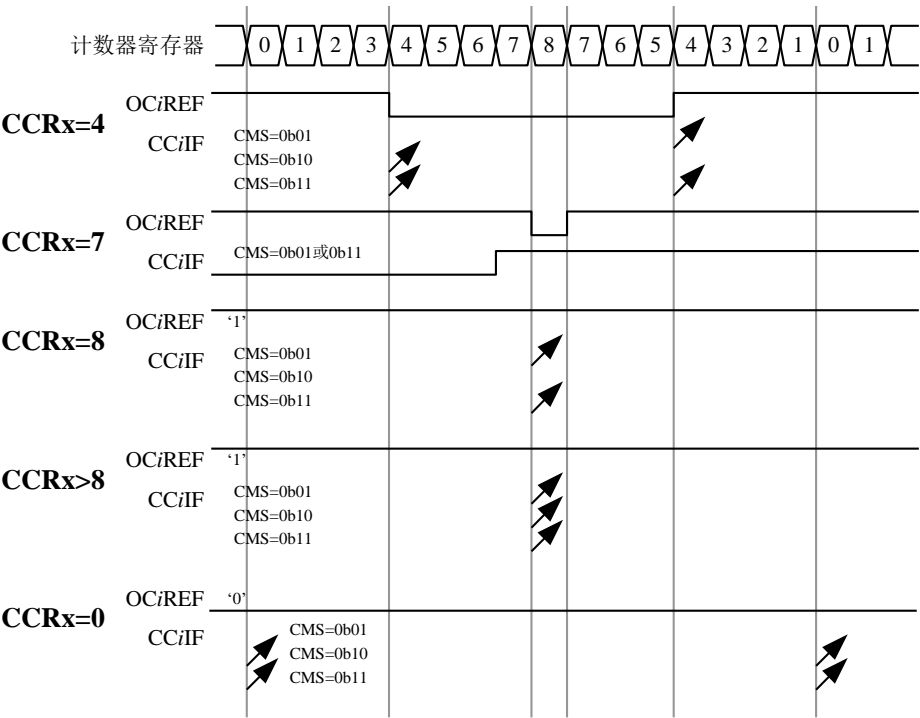 计数器寄存器 0 1 2 3 4 5 6 7 8 7 6 5 4 3 2 1 0 1
CCRx=4
OCiREF
CCiIF
CMS=0b01
CMS=0b10
CMS=0b11
CCRx=7
OCiREF
CCiIF
CMS=0b01或0b11
CCRx=8
OCiREF ‘1’
CCiIF
CMS=0b01
CMS=0b10
CMS=0b11
CCRx>8
OCiREF ‘1’
CCiIF
CMS=0b01
CMS=0b10
CMS=0b11
CCRx=0
OCiREF ‘0’
CCiIF
CMS=0b01
CMS=0b10
CMS=0b11